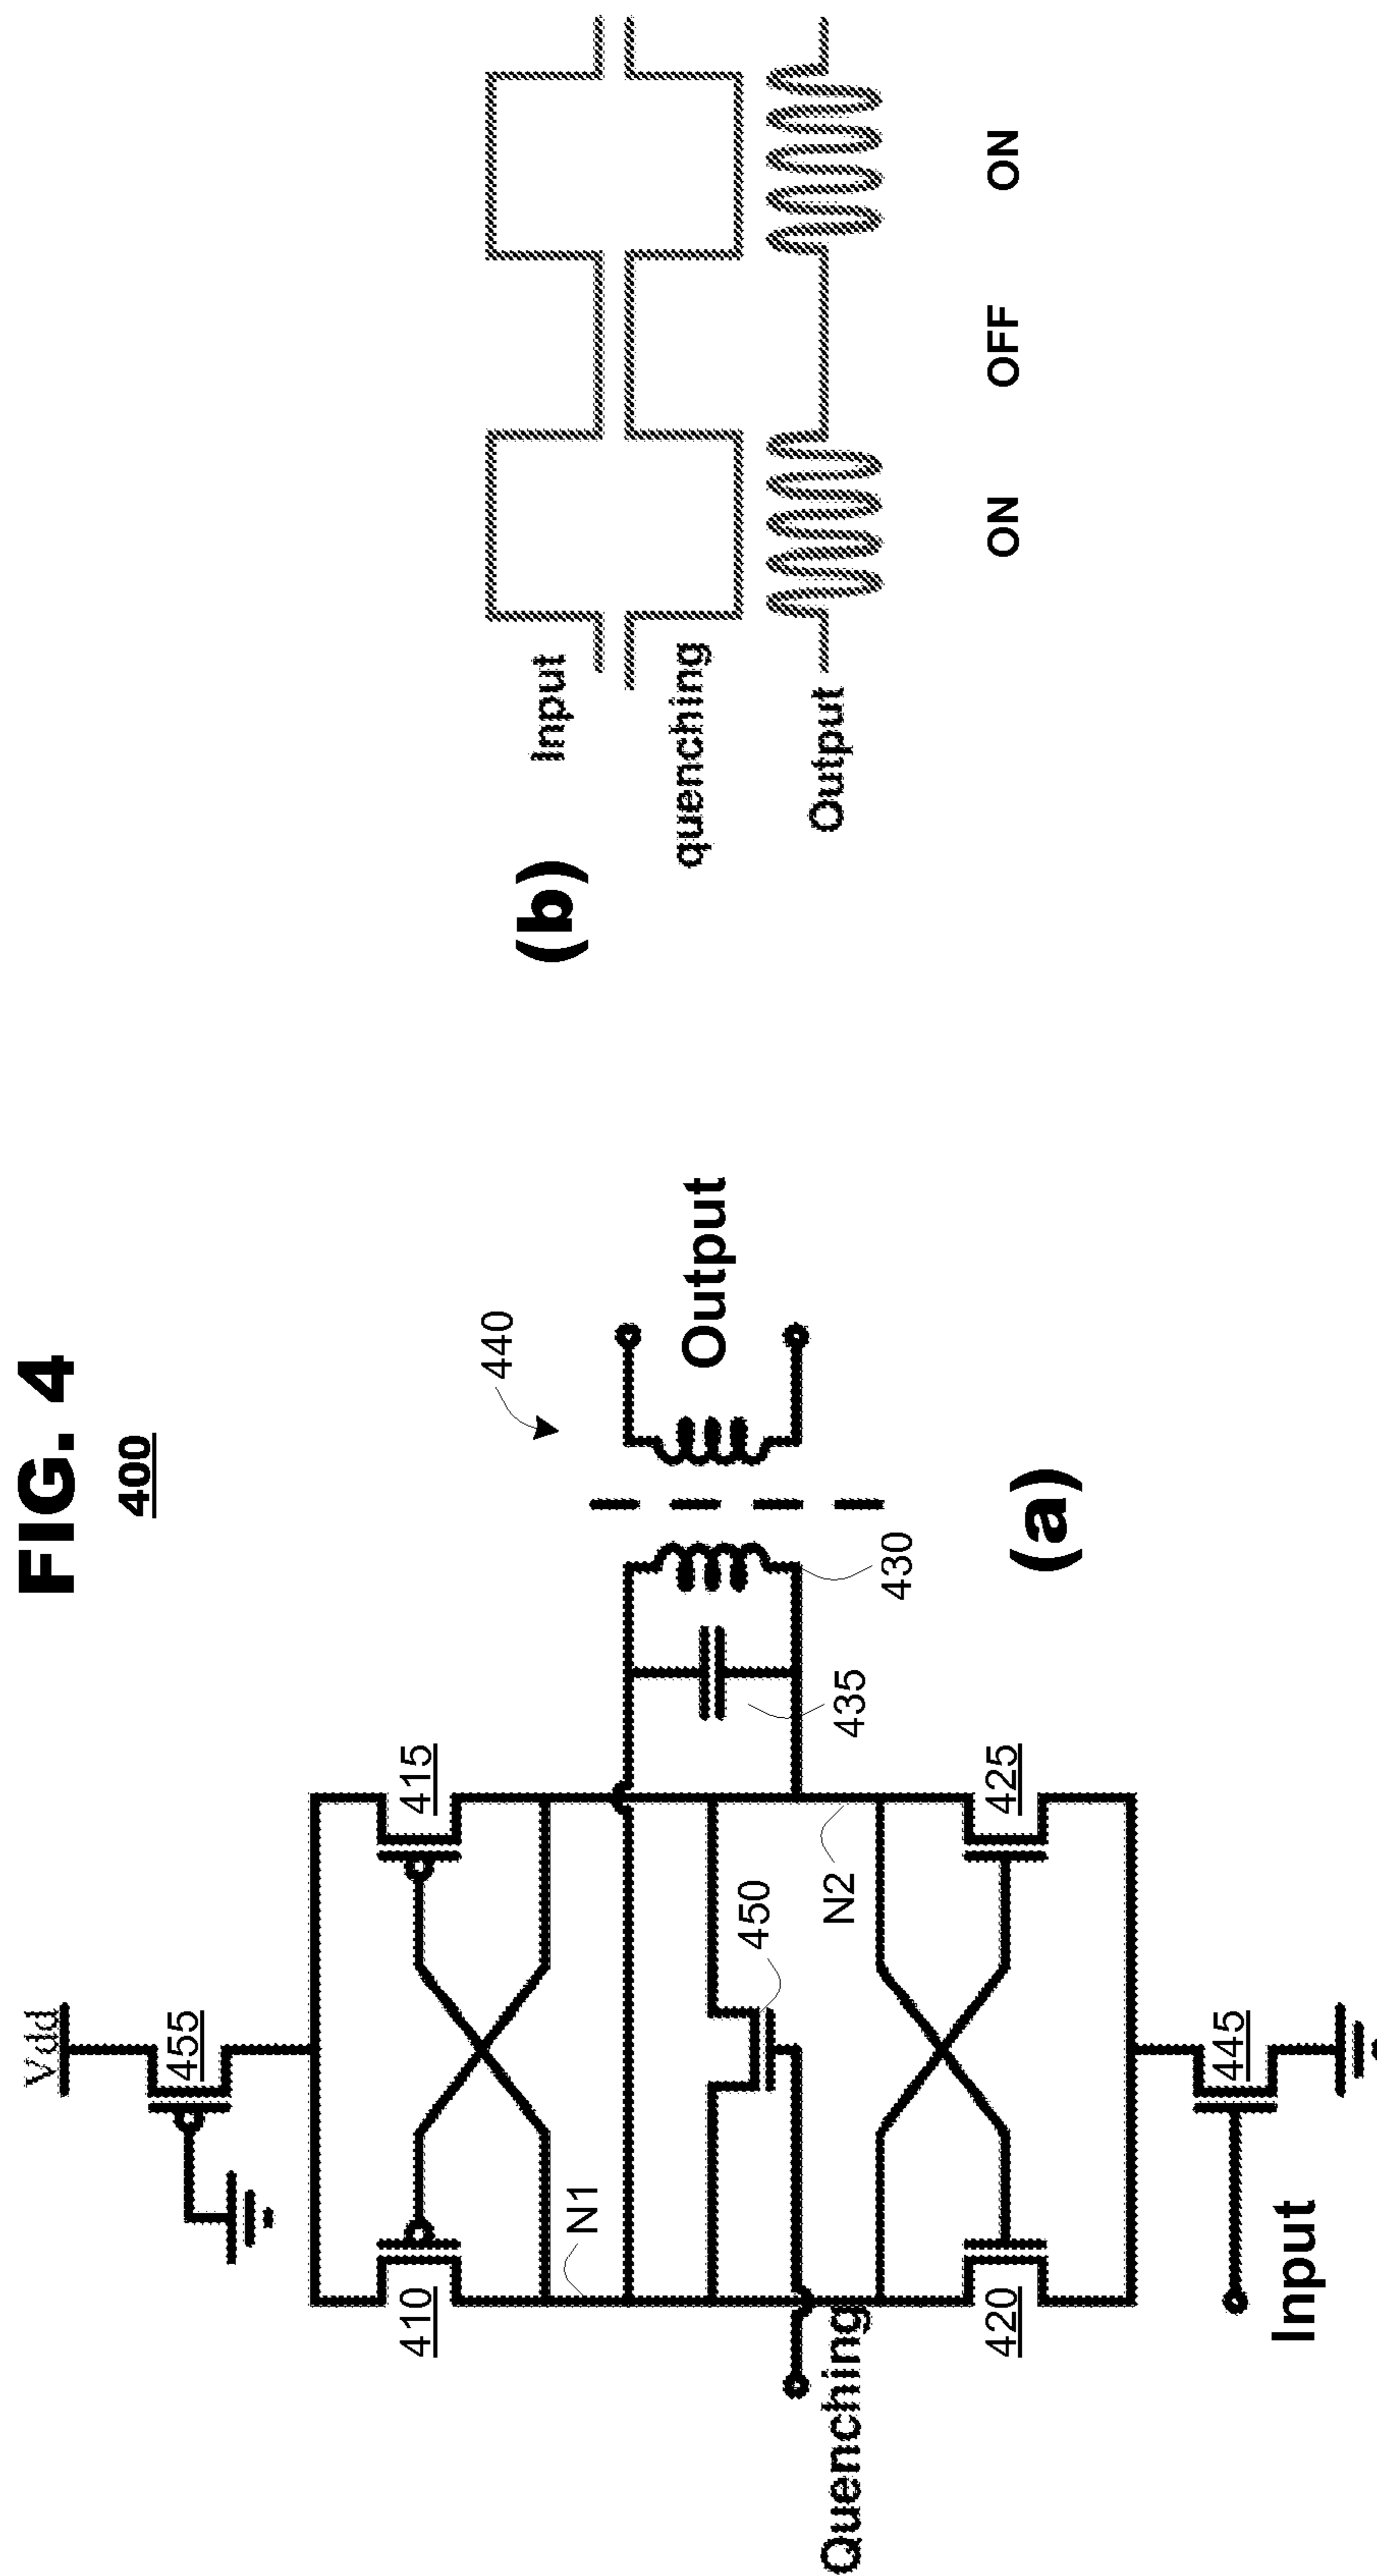 FIG. 4
400
Vdd
455
410
415
N1
440
Output
430
435
450
N2
Quenching
420
425
445
Input
(a)
(b)
Input
quenching
Output
ON
OFF
ON